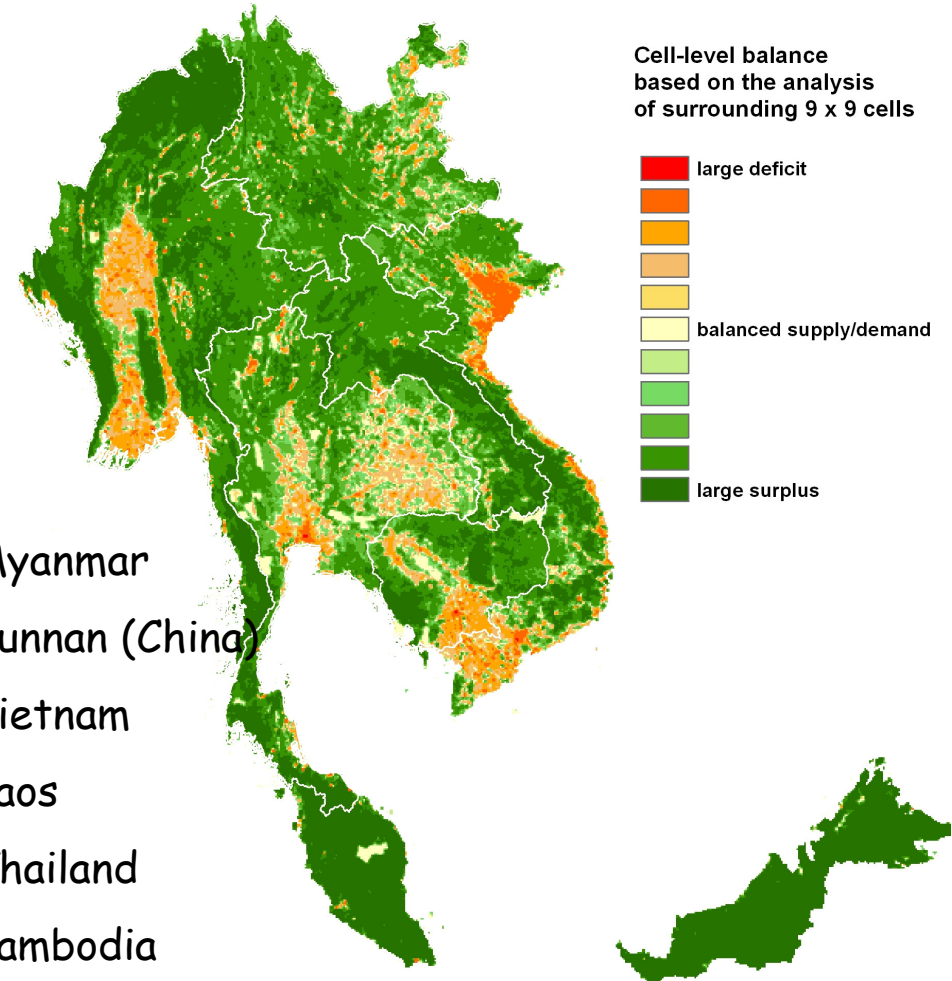 Cell-level balance
based on the analysis
of surrounding 9 x 9 cells
large deficit
balanced supply/demand
large surplus
yanmar
unnan (China)
ietnam
aos
hailand
ambodia